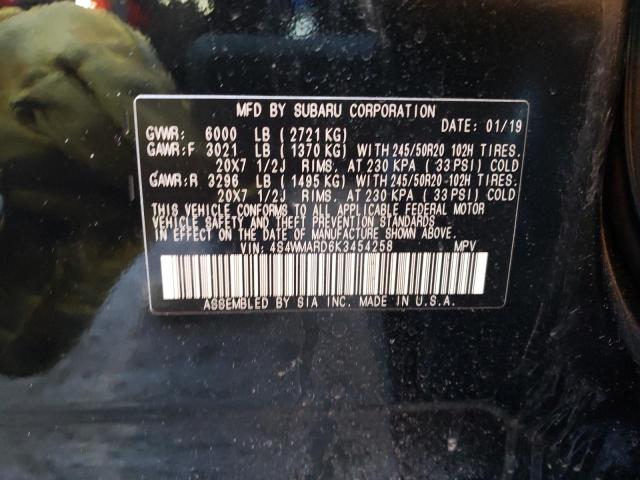 MFD BY SUBARU CORPORATION
GVWR: 6000 LB (2721 KG) DATE: 01/19
GAWR: F 3021 LB (1370 KG) WITH 245/50R20 102H TIRES.
20X7 1/2J RIMS. AT 230 KPA (33 PSI) COLD
GAWR: R 3296 LB (1495 KG) WITH 245/50R20 102H TIRES.
20X7 1/2J RIMS. AT 230 KPA (33 PSI) COLD
THIS VEHICLE CONFORMS TO ALL APPLICABLE FEDERAL MOTOR
VEHICLE SAFETY AND THEFT PREVENTION STANDARDS
IN EFFECT ON THE DATE OF MANUFACTURE SHOWN ABOVE.
VIN: 4S4WMARD6K3454258 MPV
ASSEMBLED BY SIA INC. MADE IN U.S.A.